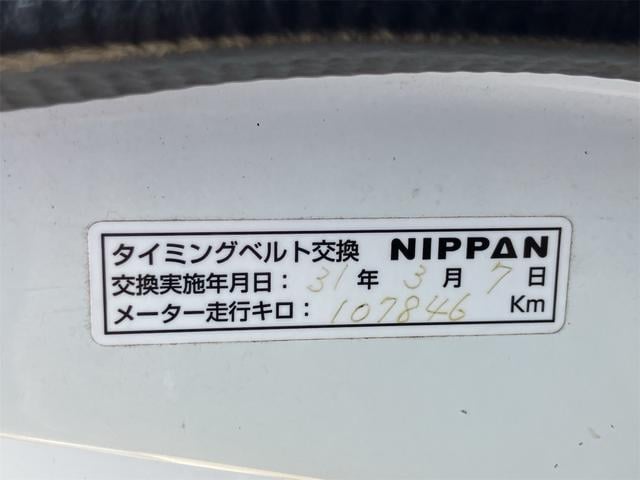 タイミングベルト交換 NIPPAN
交換実施年月日：31年 3月 7日
メーター走行キロ：107846 Km